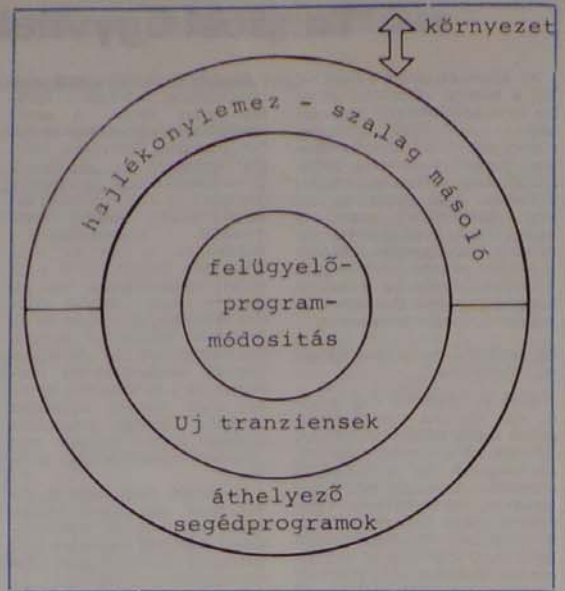 környezet
hajlékonylemez - szalag másoló
felügyelő-
program-
módositás
Uj tranziensek
áthelyező
segédprogramok